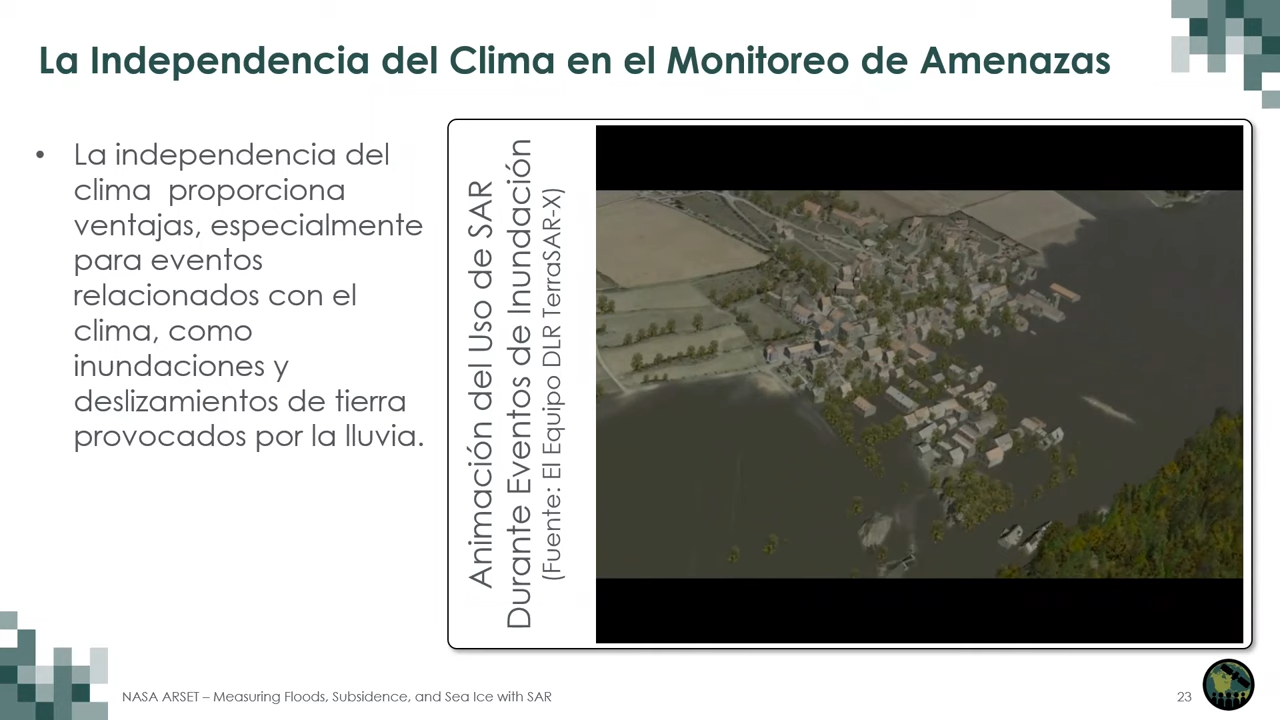 La Independencia del Clima en el Monitoreo de Amenazas
• La independencia del
clima proporciona
ventajas, especialmente
para eventos
relacionados con el
clima, como
inundaciones y
deslizamientos de tierra
provocados por la lluvia.
Animación del Uso de SAR
Durante Eventos de Inundación
(Fuente: El Equipo DLR TerraSAR-X)
NASA ARSET – Measuring Floods, Subsidence, and Sea Ice with SAR
23